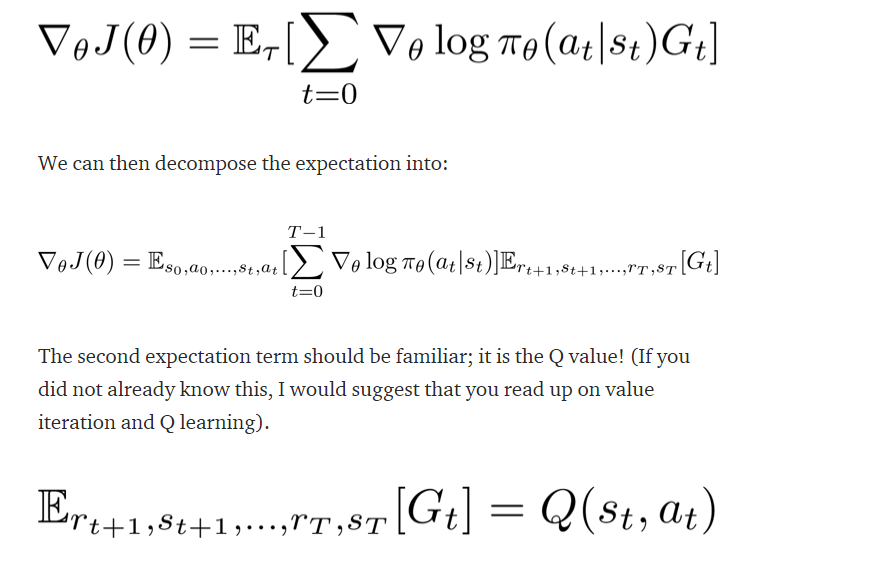 ∇θJ(θ) = 𝔼τ[∑t=0 ∇θ log πθ(at|st)Gt]
We can then decompose the expectation into:
∇θJ(θ) = 𝔼s0,a0,...,st,at[∑t=0T−1 ∇θ log πθ(at|st)]𝔼rt+1,st+1,...,rT,sT[Gt]
The second expectation term should be familiar; it is the Q value! (If you
did not already know this, I would suggest that you read up on value
iteration and Q learning).
𝔼rt+1,st+1,...,rT,sT[Gt] = Q(st, at)